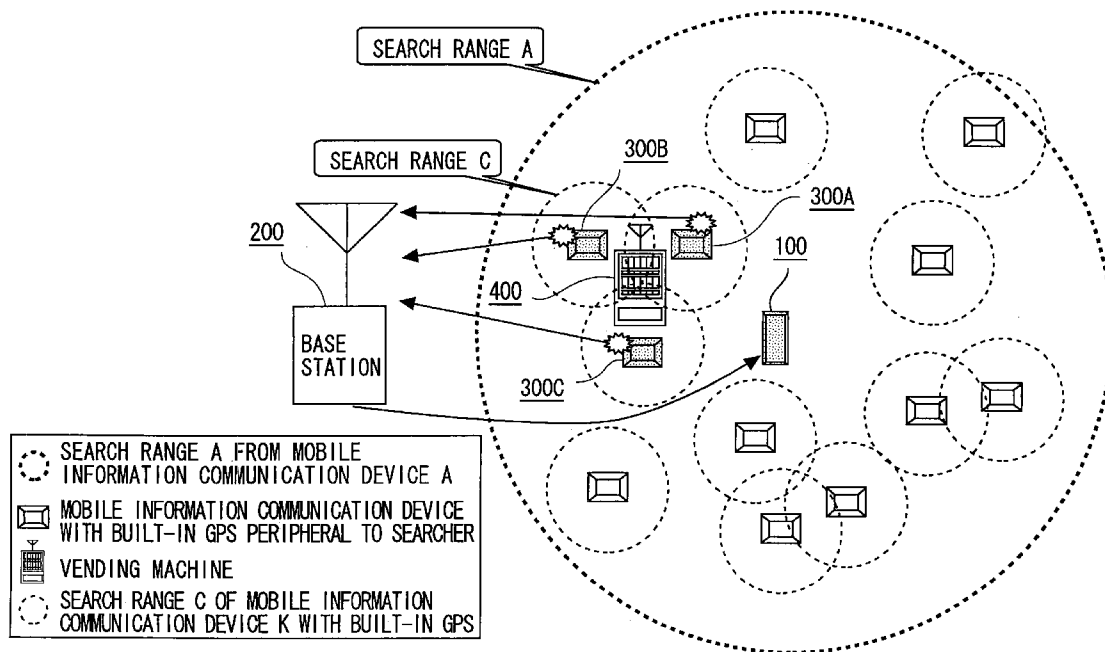 SEARCH RANGE A
SEARCH RANGE C
300B
300A
200
100
400
BASE
STATION
300C
SEARCH RANGE A FROM MOBILE
INFORMATION COMMUNICATION DEVICE A
MOBILE INFORMATION COMMUNICATION DEVICE
WITH BUILT-IN GPS PERIPHERAL TO SEARCHER
VENDING MACHINE
SEARCH RANGE C OF MOBILE INFORMATION
COMMUNICATION DEVICE K WITH BUILT-IN GPS